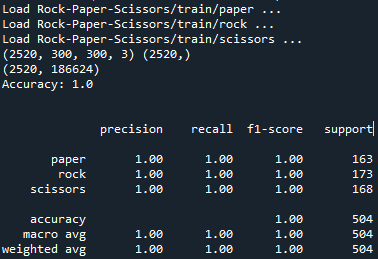 Load Rock-Paper-Scissors/train/paper ...
Load Rock-Paper-Scissors/train/rock ...
Load Rock-Paper-Scissors/train/scissors ...
(2520, 300, 300, 3) (2520,)
(2520, 186624)
Accuracy: 1.0
precision recall f1-score support
paper 1.00 1.00 1.00 163
rock 1.00 1.00 1.00 173
scissors 1.00 1.00 1.00 168
accuracy 1.00 504
macro avg 1.00 1.00 1.00 504
weighted avg 1.00 1.00 1.00 504